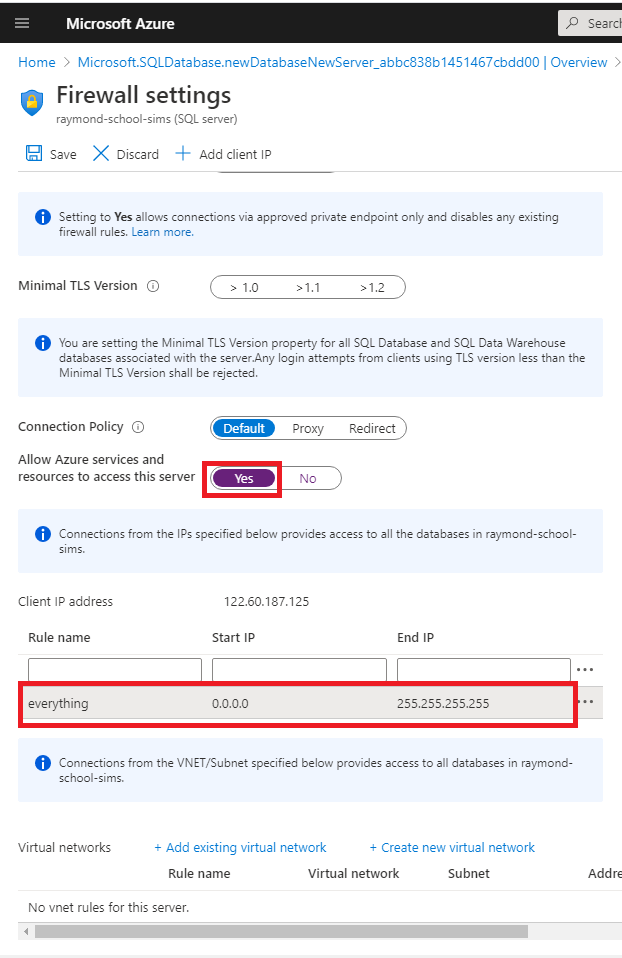 Microsoft Azure
Search
Home > Microsoft.SQLDatabase.newDatabaseNewServer_abbc838b1451467cbdd00 | Overview >
Firewall settings
raymond-school-sims (SQL server)
Save Discard Add client IP
Setting to Yes allows connections via approved private endpoint only and disables any existing
firewall rules. Learn more.
Minimal TLS Version
> 1.0 >1.1 >1.2
You are setting the Minimal TLS Version property for all SQL Database and SQL Data Warehouse
databases associated with the server.Any login attempts from clients using TLS version less than the
Minimal TLS Version shall be rejected.
Connection Policy
Default Proxy Redirect
Allow Azure services and
resources to access this server
Yes No
Connections from the IPs specified below provides access to all the databases in raymond-school-
sims.
Client IP address 122.60.187.125
Rule name Start IP End IP
everything 0.0.0.0 255.255.255.255
Connections from the VNET/Subnet specified below provides access to all databases in raymond-
school-sims.
Virtual networks + Add existing virtual network + Create new virtual network
Rule name Virtual network Subnet Addre
No vnet rules for this server.